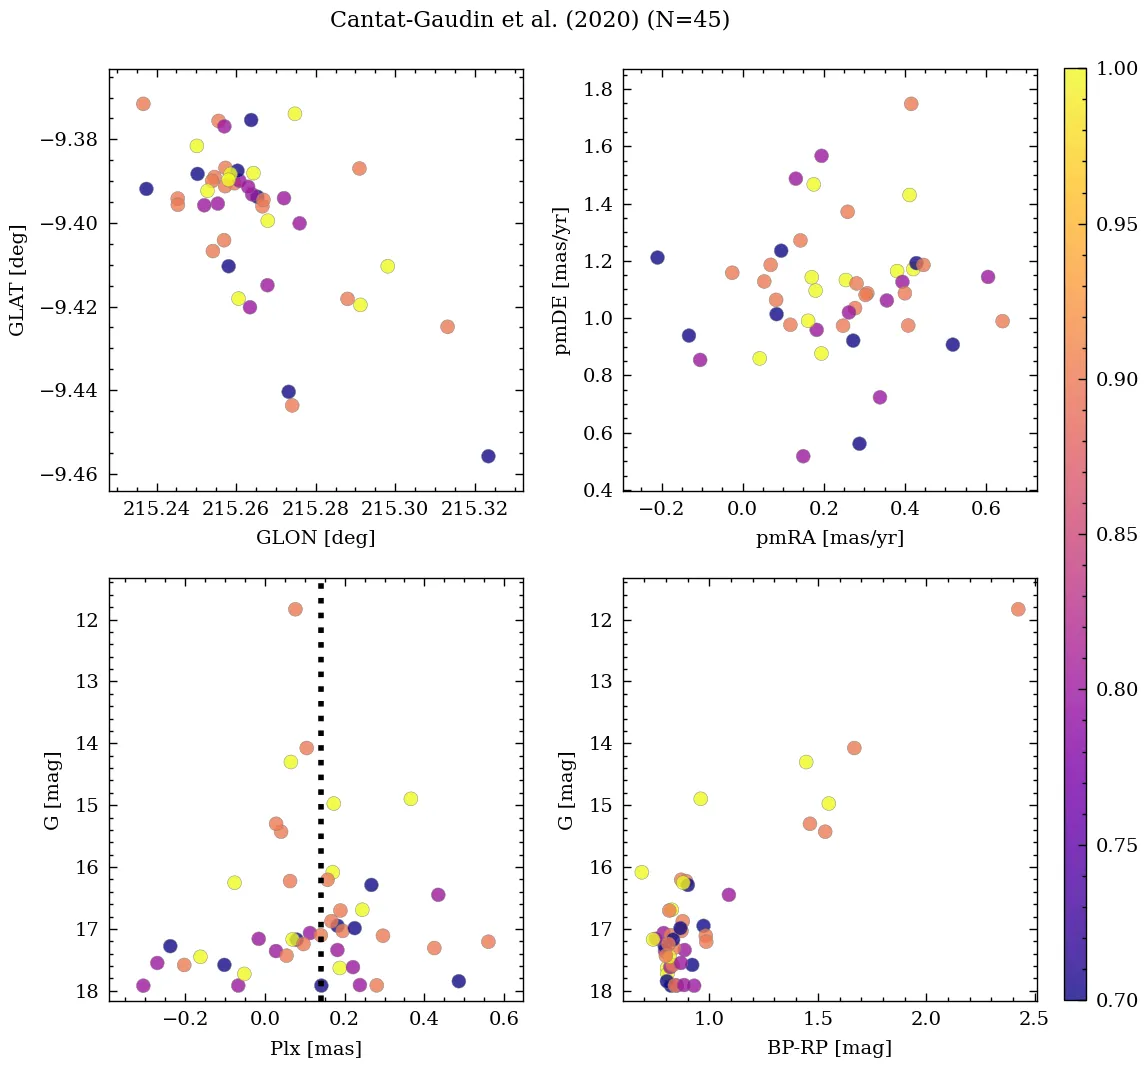 Cantat-Gaudin et al. (2020) (N=45)
GLAT [deg]
−9.38
−9.40
−9.42
−9.44
−9.46
215.24 215.26 215.28 215.30 215.32
GLON [deg]
pmDE [mas/yr]
1.8
1.6
1.4
1.2
1.0
0.8
0.6
0.4
−0.2 0.0 0.2 0.4 0.6
pmRA [mas/yr]
G [mag]
12
13
14
15
16
17
18
−0.2 0.0 0.2 0.4 0.6
Plx [mas]
G [mag]
12
13
14
15
16
17
18
1.0 1.5 2.0 2.5
BP-RP [mag]
1.00
0.95
0.90
0.85
0.80
0.75
0.70